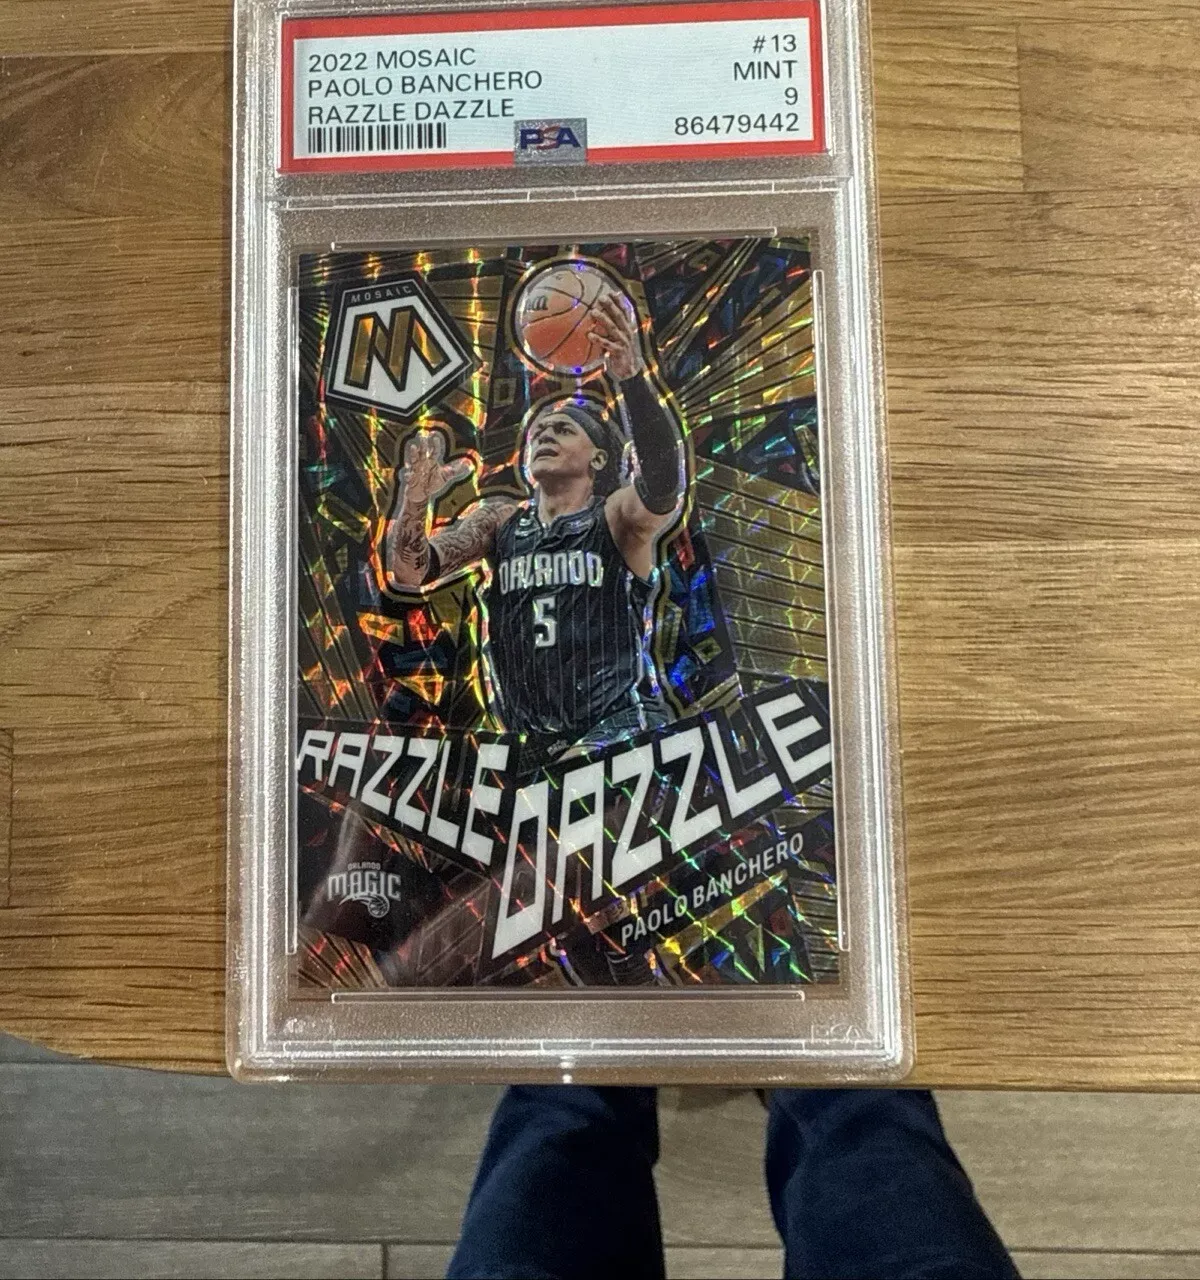 2022 MOSAIC
PAOLO BANCHERO
RAZZLE DAZZLE
#13
MINT
9
86479442
PSA
MOSAIC
M
ORLANDO
5
RAZZLE
DAZZLE
ORLANDO
MAGIC
PAOLO BANCHERO
PSA